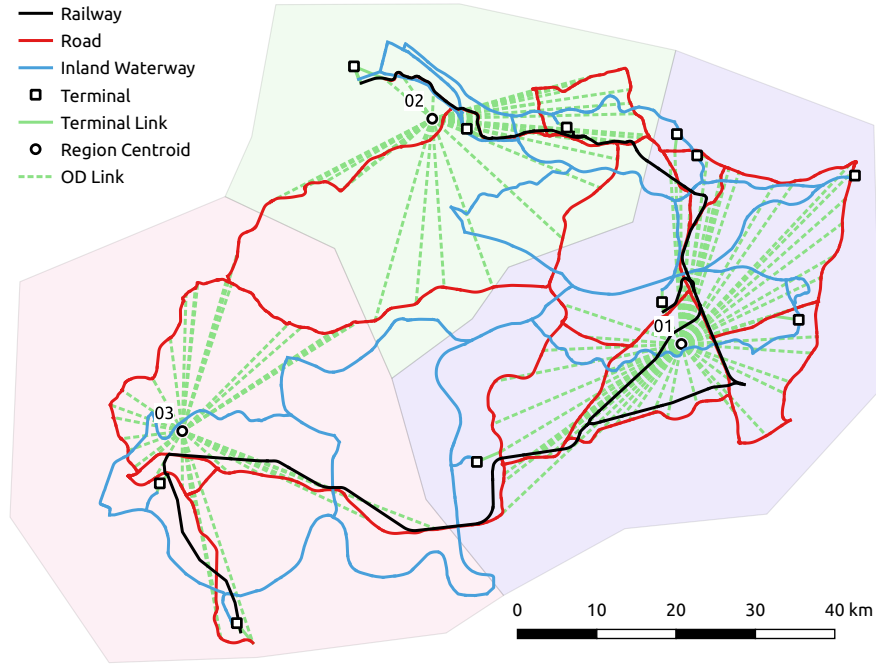 Railway
Road
Inland Waterway
Terminal
Terminal Link
Region Centroid
OD Link
02
01
03
0 10 20 30 40 km